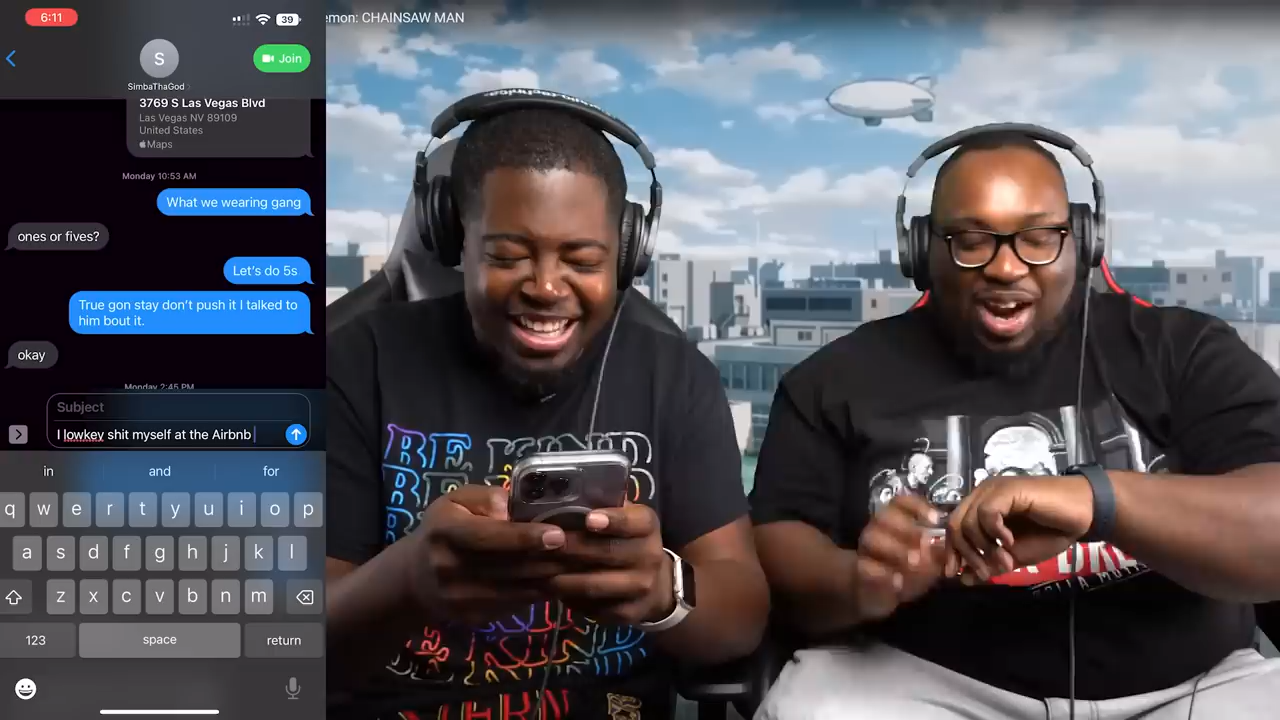 6:11
39
emon: CHAINSAW MAN
S
Join
SimbaThaGod
3769 S Las Vegas Blvd
Las Vegas NV 89109
United States
Maps
Monday 10:53 AM
What we wearing gang
ones or fives?
Let's do 5s
True gon stay don't push it I talked to
him bout it.
okay
Monday 2:45 PM
Subject
I lowkey shit myself at the Airbnb
in and for
q w e r t y u i o p
a s d f g h j k l
z x c v b n m
123 space return
BE KIND